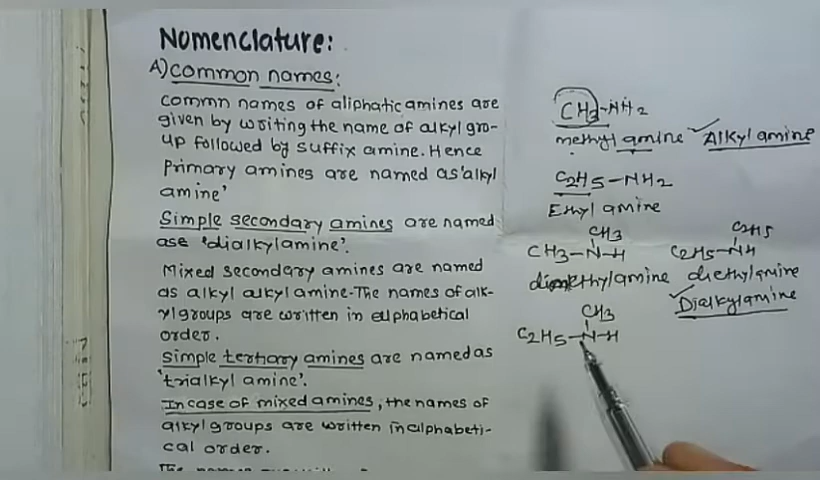 Nomenclature:
A) common names:
commn names of aliphatic amines are
given by writing the name of alkyl gro-
up followed by suffix amine. Hence
Primary amines are named as 'alkyl
amine'
Simple secondary amines are named
ase 'dialkylamine'.
Mixed secondary amines are named
as alkyl alkyl amine-The names of alk-
yl groups are written in alphabetical
order.
Simple tertiary amines are named as
'trialkyl amine'.
In case of mixed amines, the names of
alkyl groups are written in alphabeti-
cal order.
CH3-NH2
methyl amine ✓ Alkyl amine
C2H5-NH2
Ethyl amine
CH3
CH3-N-H
dimethylamine
C2H5
C2H5-NH
diethylamine
✓ Dialkylamine
CH3
C2H5-N-H